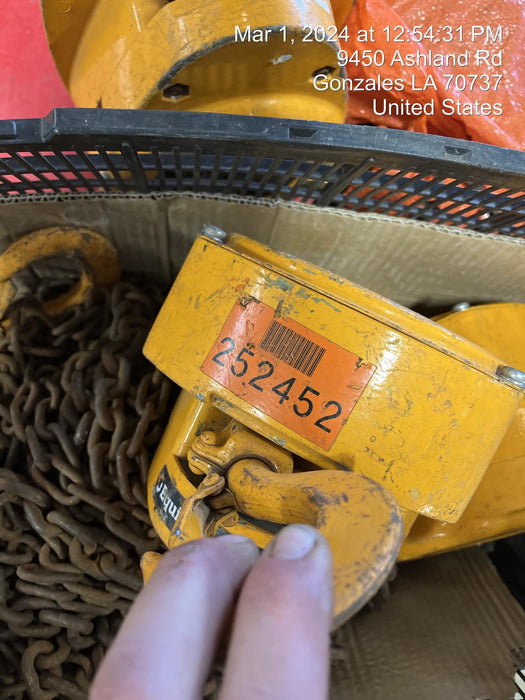 Mar 1, 2024 at 12:54:31 PM
9450 Ashland Rd
Gonzales LA 70737
United States
252452